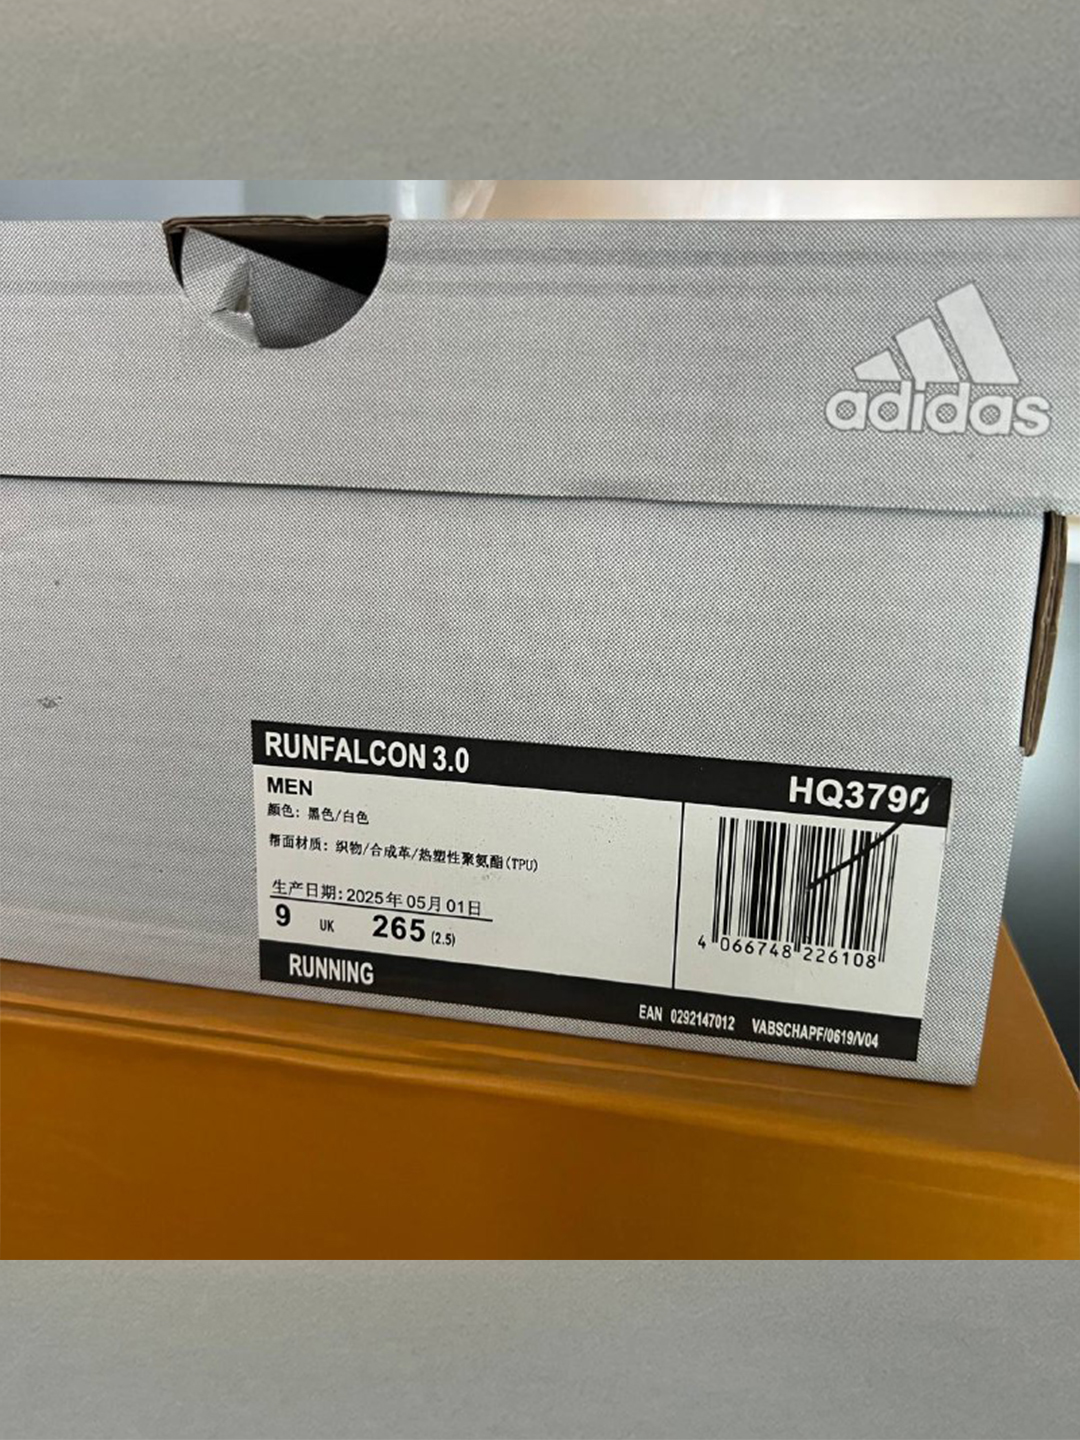 adidas
RUNFALCON 3.0
HQ3790
MEN
颜色: 黑色/白色
帮面材质: 织物/合成革/热塑性聚氨酯(TPU)
生产日期:2025年05月01日
9 UK 265 (2.5)
4 066748 226108
RUNNING
EAN 0292147012 VABSCHAPF/0619/V04